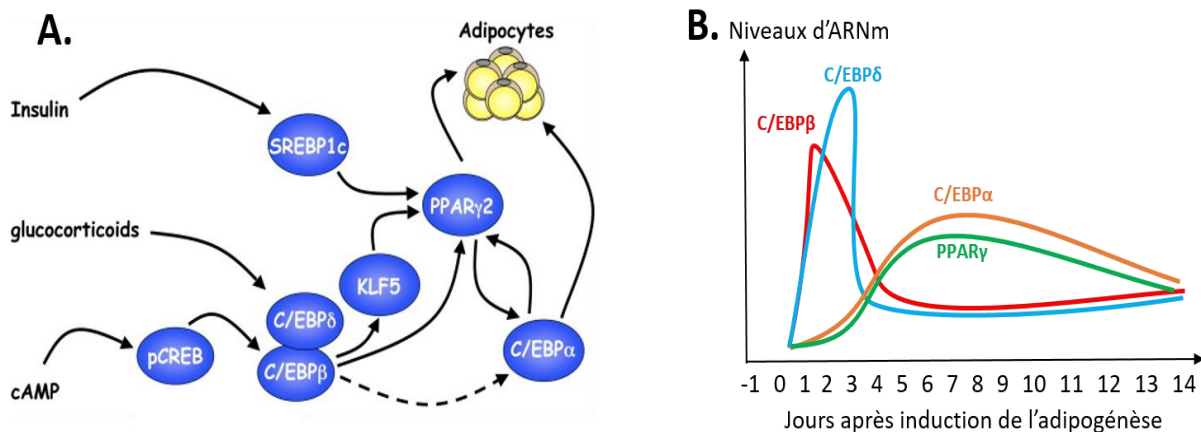 A.
Adipocytes
Insulin
SREBP1c
PPARγ2
glucocorticoids
KLF5
C/EBPδ
pCREB
C/EBPβ
C/EBPα
cAMP
B. Niveaux d’ARNm
C/EBPδ
C/EBPβ
C/EBPα
PPARγ
-1 0 1 2 3 4 5 6 7 8 9 10 11 12 13 14
Jours après induction de l’adipogénèse